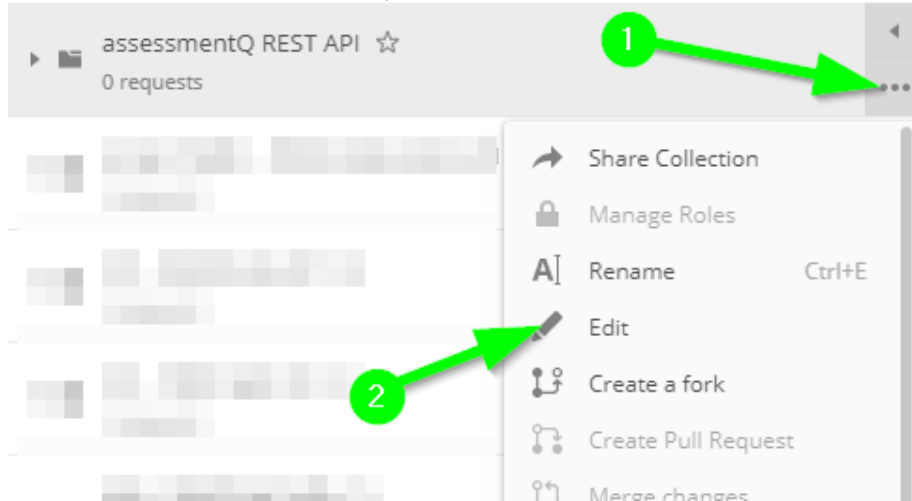 assessmentQ REST API
0 requests
1
Share Collection
Manage Roles
Rename Ctrl+E
Edit
2
Create a fork
Create Pull Request
Merge changes